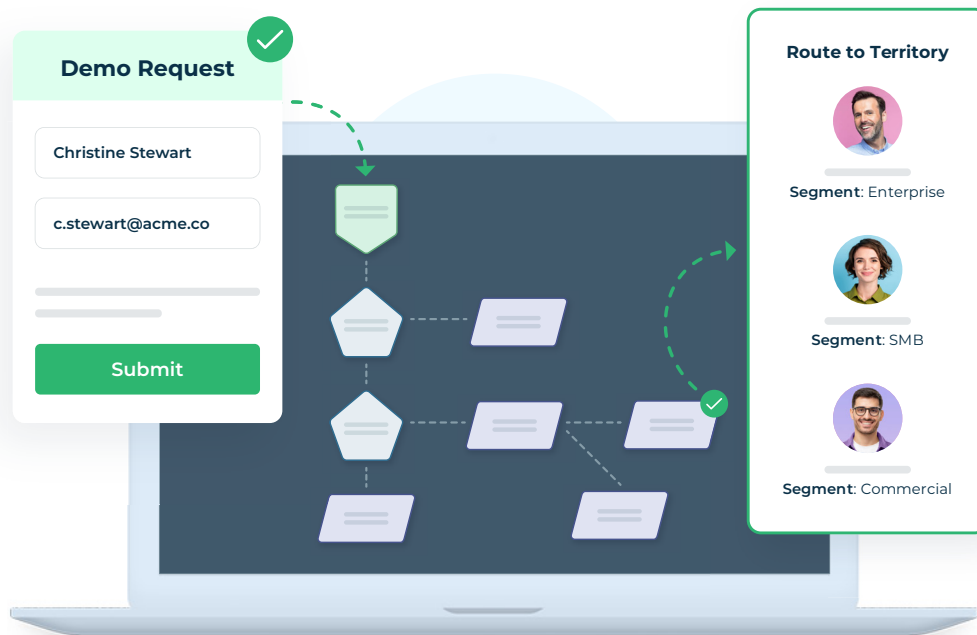 Demo Request
Christine Stewart
c.stewart@acme.co
Submit
Route to Territory
Segment: Enterprise
Segment: SMB
Segment: Commercial